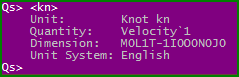 Qs> <kn>
Unit: Knot kn
Quantity: Velocity`1
Dimension: M0L1T-1I0O0N0J0
Unit System: English
Qs>